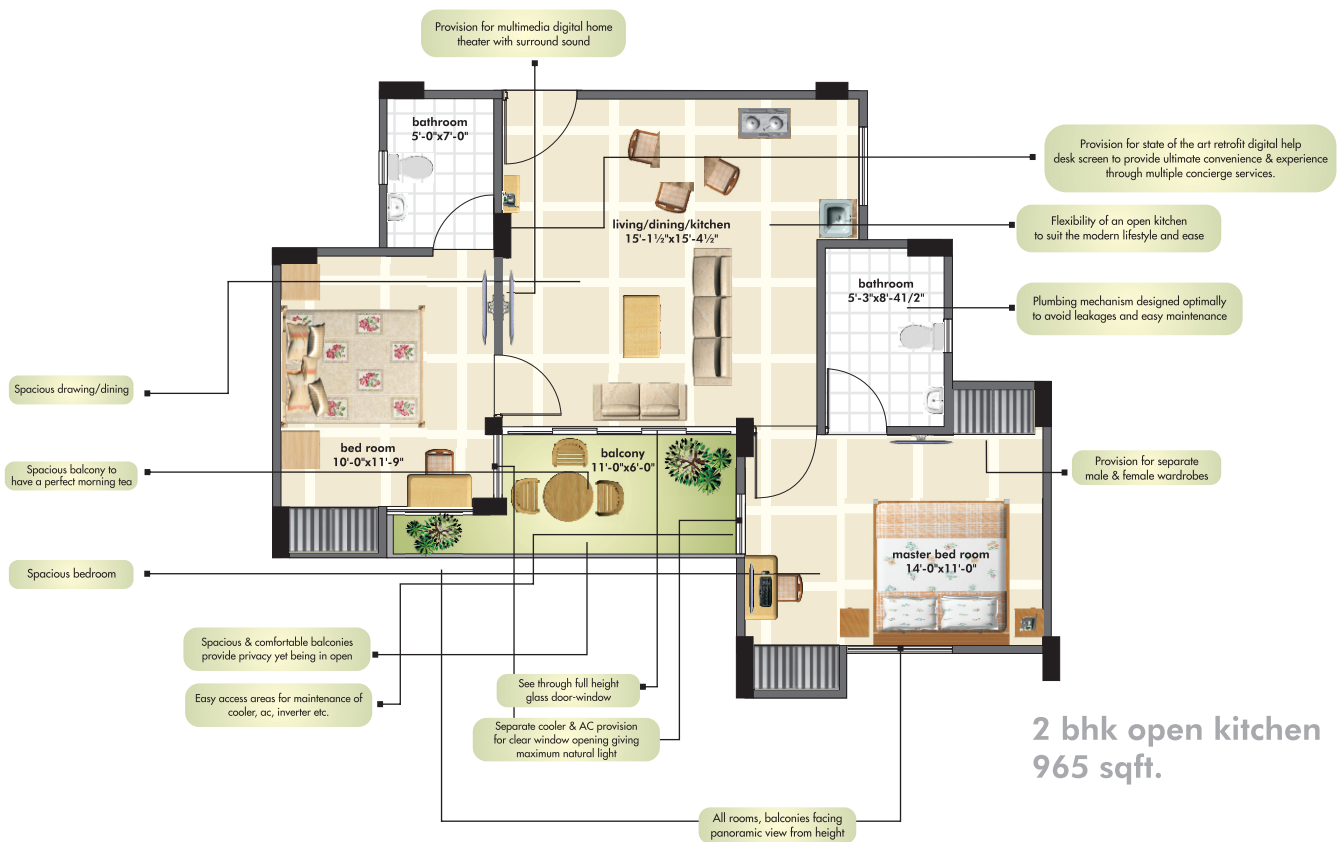 Provision for multimedia digital home
theater with surround sound
bathroom
5'-0"x7'-0"
Provision for state of the art retrofit digital help
desk screen to provide ultimate convenience & experience
through multiple concierge services.
living/dining/kitchen
15'-1½"x15'-4½"
Flexibility of an open kitchen
to suit the modern lifestyle and ease
bathroom
5'-3"x8'-41/2"
Plumbing mechanism designed optimally
to avoid leakages and easy maintenance
Spacious drawing/dining
bed room
10'-0"x11'-9"
balcony
11'-0"x6'-0"
Spacious balcony to
have a perfect morning tea
Provision for separate
male & female wardrobes
master bed room
14'-0"x11'-0"
Spacious bedroom
Spacious & comfortable balconies
provide privacy yet being in open
See through full height
glass door-window
Easy access areas for maintenance of
cooler, ac, inverter etc.
Separate cooler & AC provision
for clear window opening giving
maximum natural light
2 bhk open kitchen
965 sqft.
All rooms, balconies facing
panoramic view from height